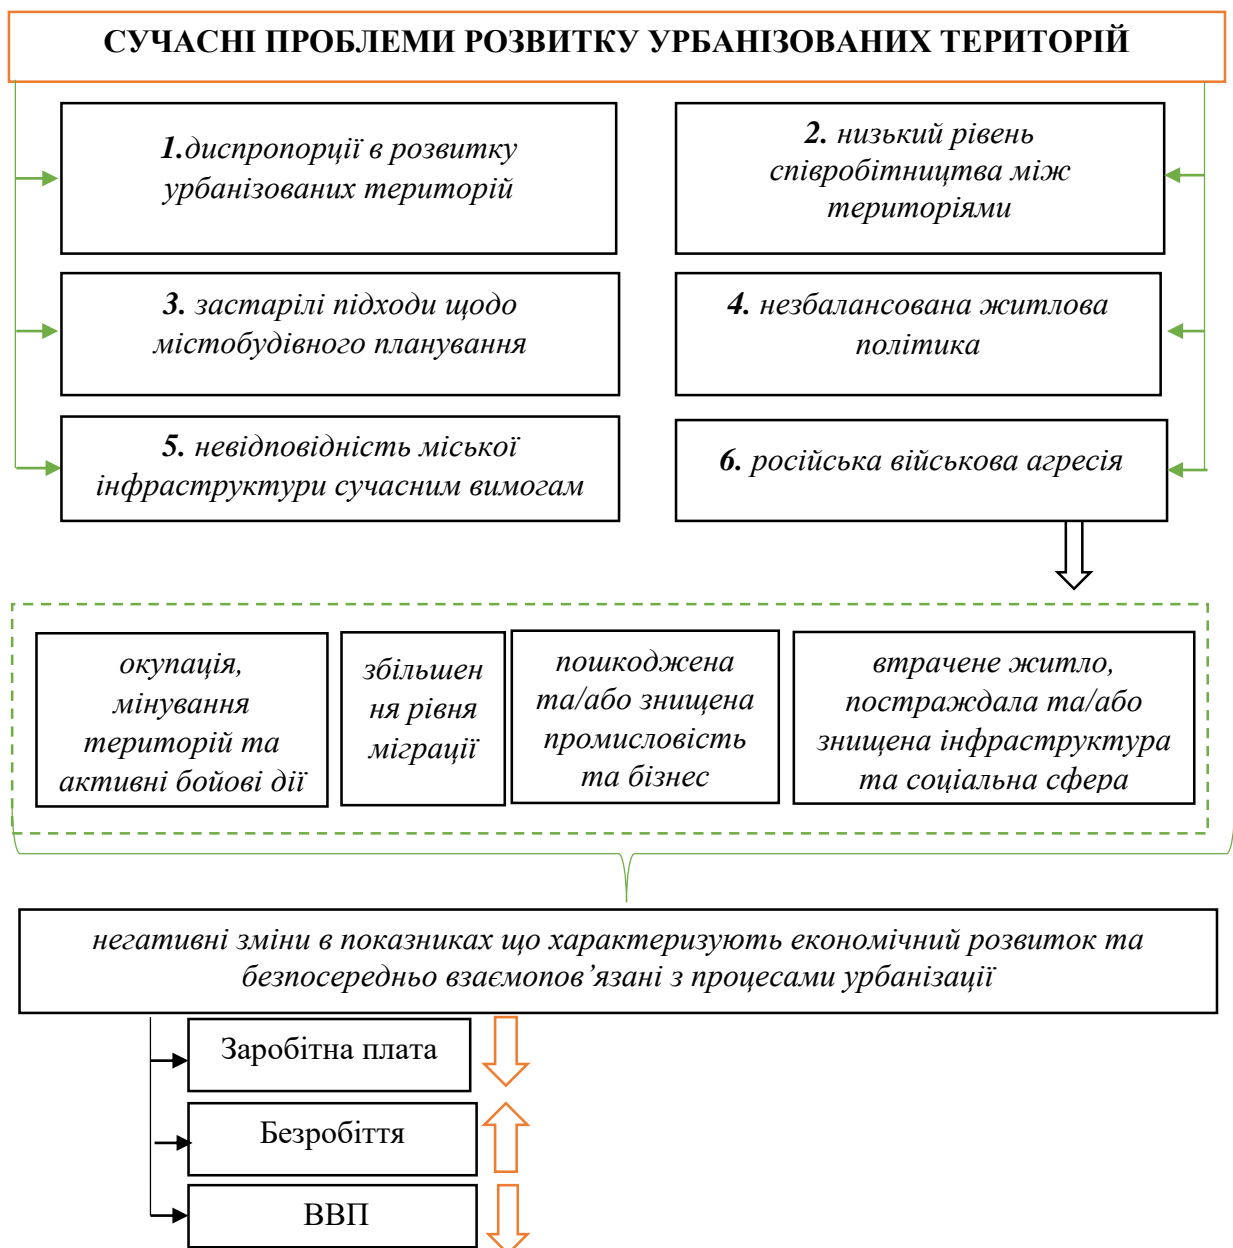 СУЧАСНІ ПРОБЛЕМИ РОЗВИТКУ УРБАНІЗОВАНИХ ТЕРИТОРІЙ
1.диспропорції в розвитку
урбанізованих територій
2. низький рівень
співробітництва між
територіями
3. застарілі підходи щодо
містобудівного планування
4. незбалансована житлова
політика
5. невідповідність міської
інфраструктури сучасним вимогам
6. російська військова агресія
окупація,
мінування
територій та
активні бойові дії
збільшен
ня рівня
міграції
пошкоджена
та/або знищена
промисловість
та бізнес
втрачене житло,
постраждала та/або
знищена інфраструктура
та соціальна сфера
негативні зміни в показниках що характеризують економічний розвиток та
безпосередньо взаємопов’язані з процесами урбанізації
Заробітна плата
Безробіття
ВВП